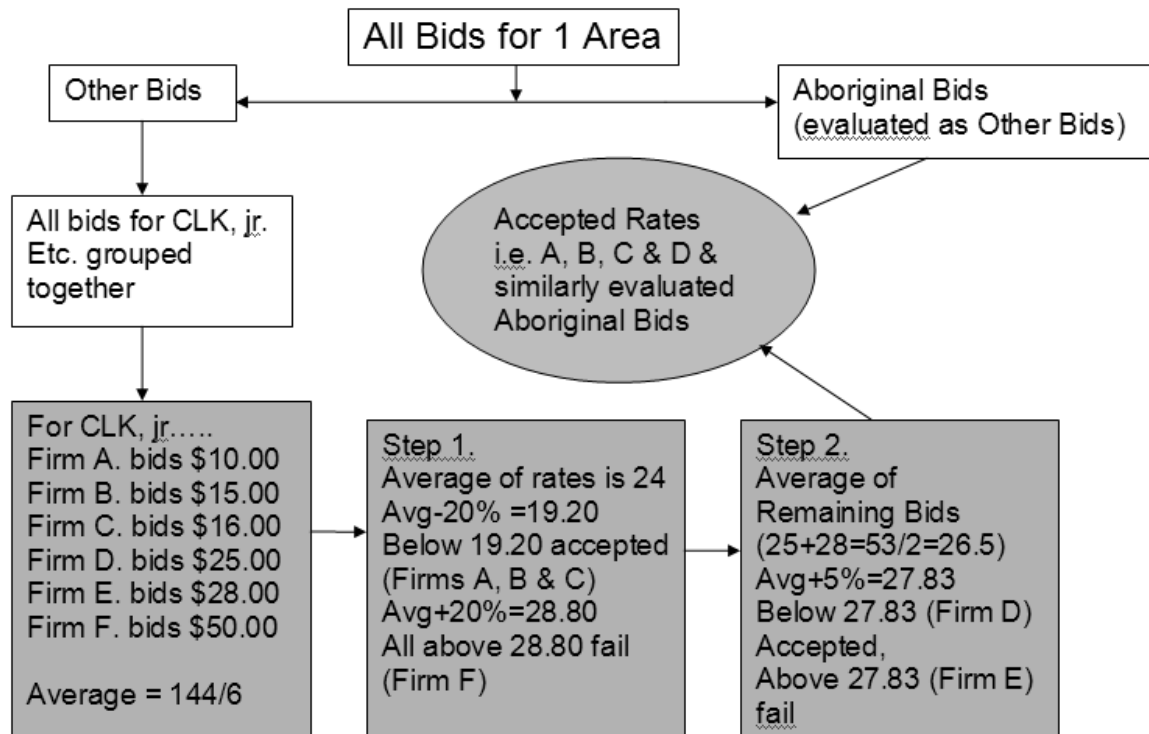 All Bids for 1 Area
Other Bids
Aboriginal Bids
(evaluated as Other Bids)
All bids for CLK, jr.
Etc. grouped
together
Accepted Rates
i.e. A, B, C & D &
similarly evaluated
Aboriginal Bids
For CLK, jr.....
Firm A. bids $10.00
Firm B. bids $15.00
Firm C. bids $16.00
Firm D. bids $25.00
Firm E. bids $28.00
Firm F. bids $50.00
Average = 144/6
Step 1.
Average of rates is 24
Avg-20% =19.20
Below 19.20 accepted
(Firms A, B & C)
Avg+20%=28.80
All above 28.80 fail
(Firm F)
Step 2.
Average of
Remaining Bids
(25+28=53/2=26.5)
Avg+5%=27.83
Below 27.83 (Firm D)
Accepted,
Above 27.83 (Firm E)
fail